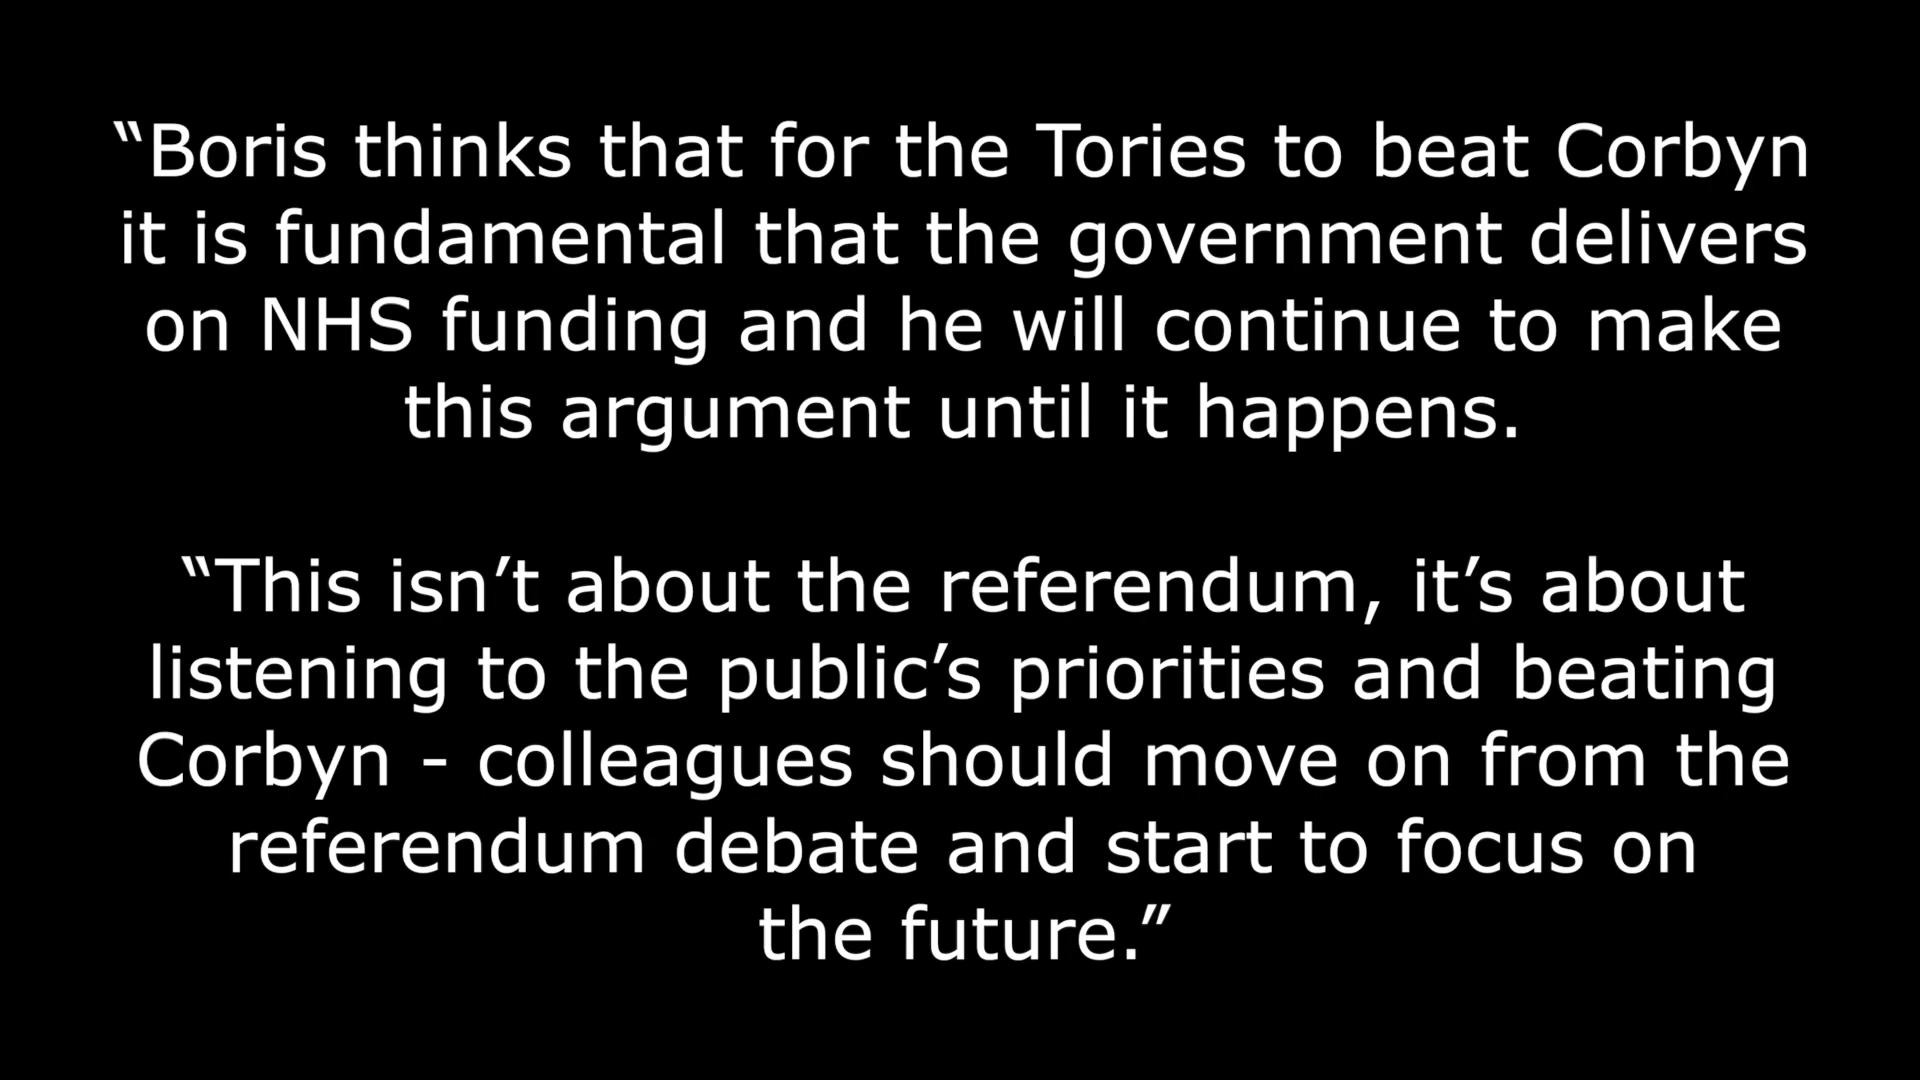 “Boris thinks that for the Tories to beat Corbyn
it is fundamental that the government delivers
on NHS funding and he will continue to make
this argument until it happens.
“This isn’t about the referendum, it’s about
listening to the public’s priorities and beating
Corbyn - colleagues should move on from the
referendum debate and start to focus on
the future.”